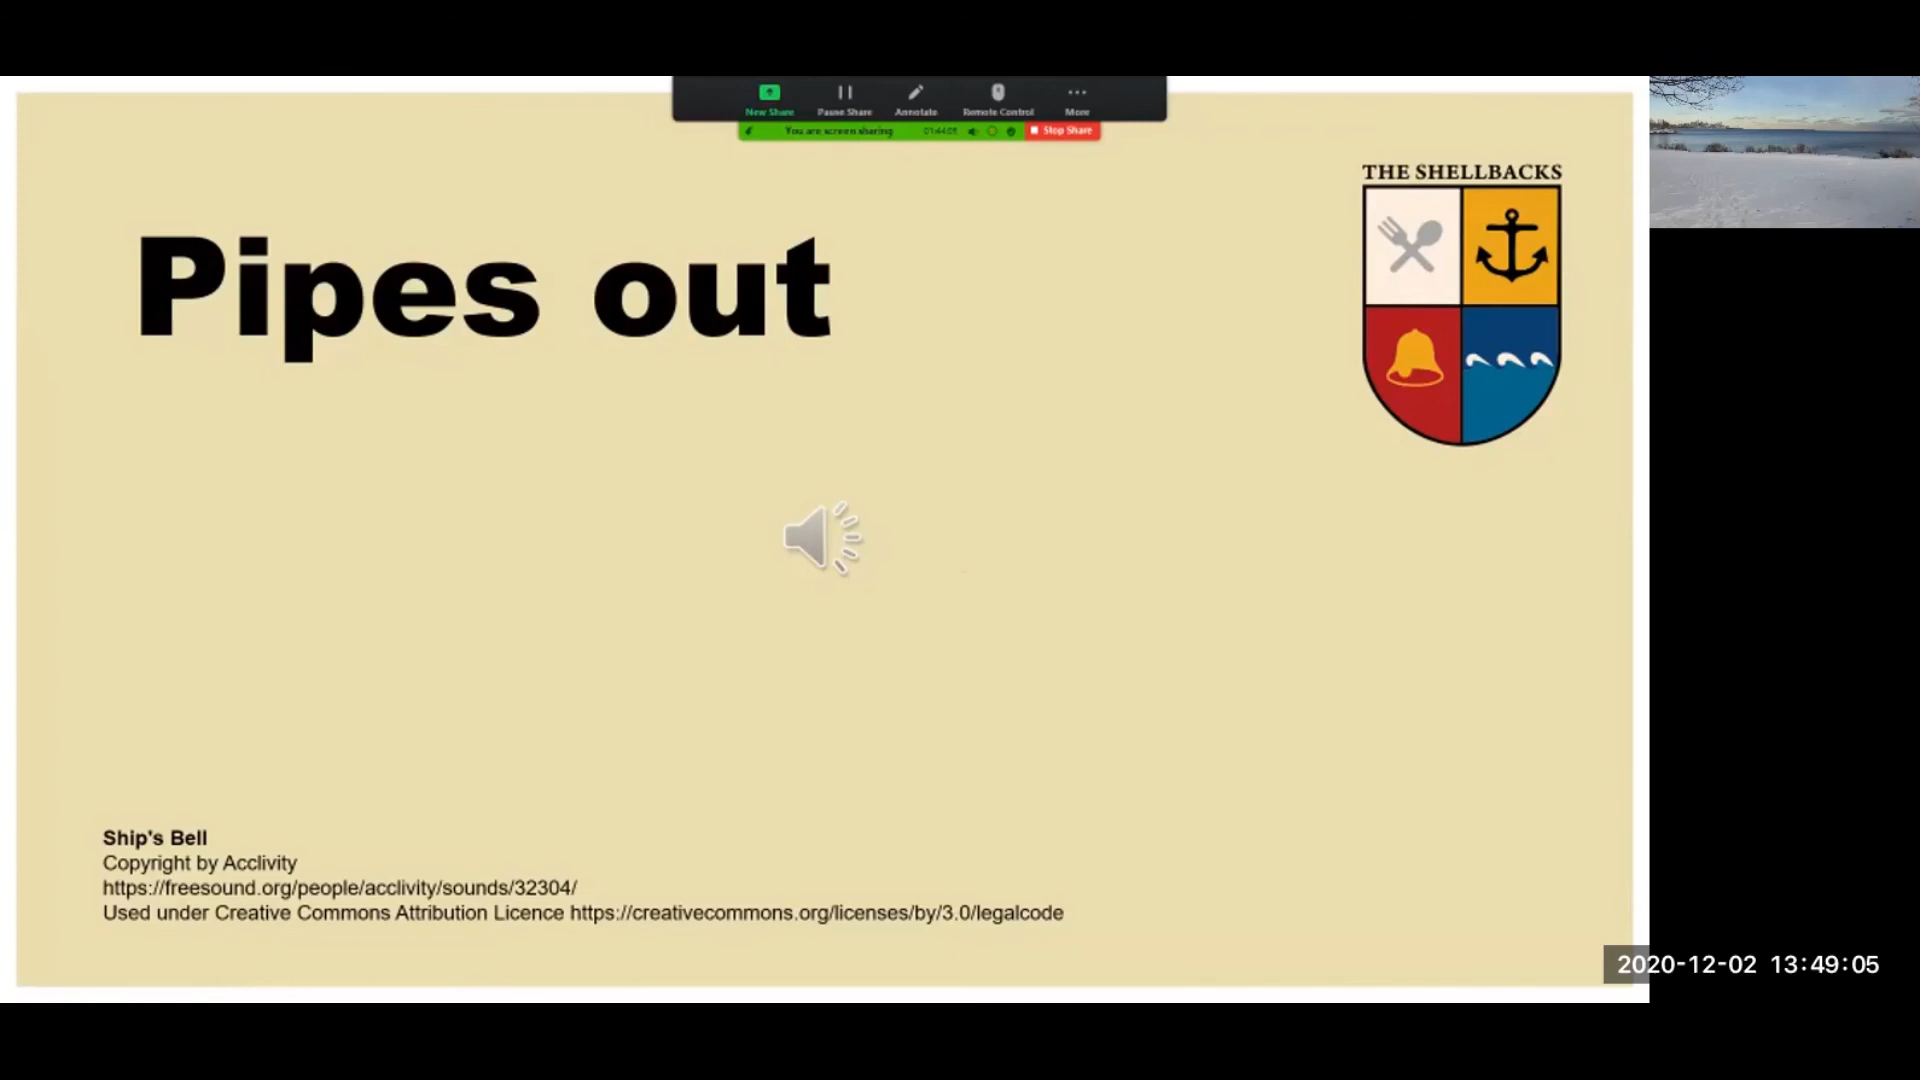 New Share
Pause Share
Annotate
Remote Control
More
You are screen sharing
Stop Share
THE SHELLBACKS
Pipes out
Ship's Bell
Copyright by Acclivity
https://freesound.org/people/acclivity/sounds/32304/
Used under Creative Commons Attribution Licence https://creativecommons.org/licenses/by/3.0/legalcode
2020-12-02 13:49:05